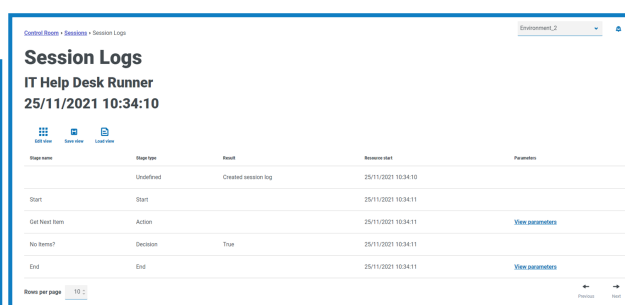 Control Room • Sessions • Session Logs
Environment_2
Session Logs
IT Help Desk Runner
25/11/2021 10:34:10
Edit view Save view Load view
Stage name Stage type Result Resource start Parameters
Undefined Created session log 25/11/2021 10:34:10
Start Start 25/11/2021 10:34:11
Get Next Item Action 25/11/2021 10:34:11 View parameters
No Items? Decision True 25/11/2021 10:34:11
End End 25/11/2021 10:34:11 View parameters
Rows per page 10
Previous Next